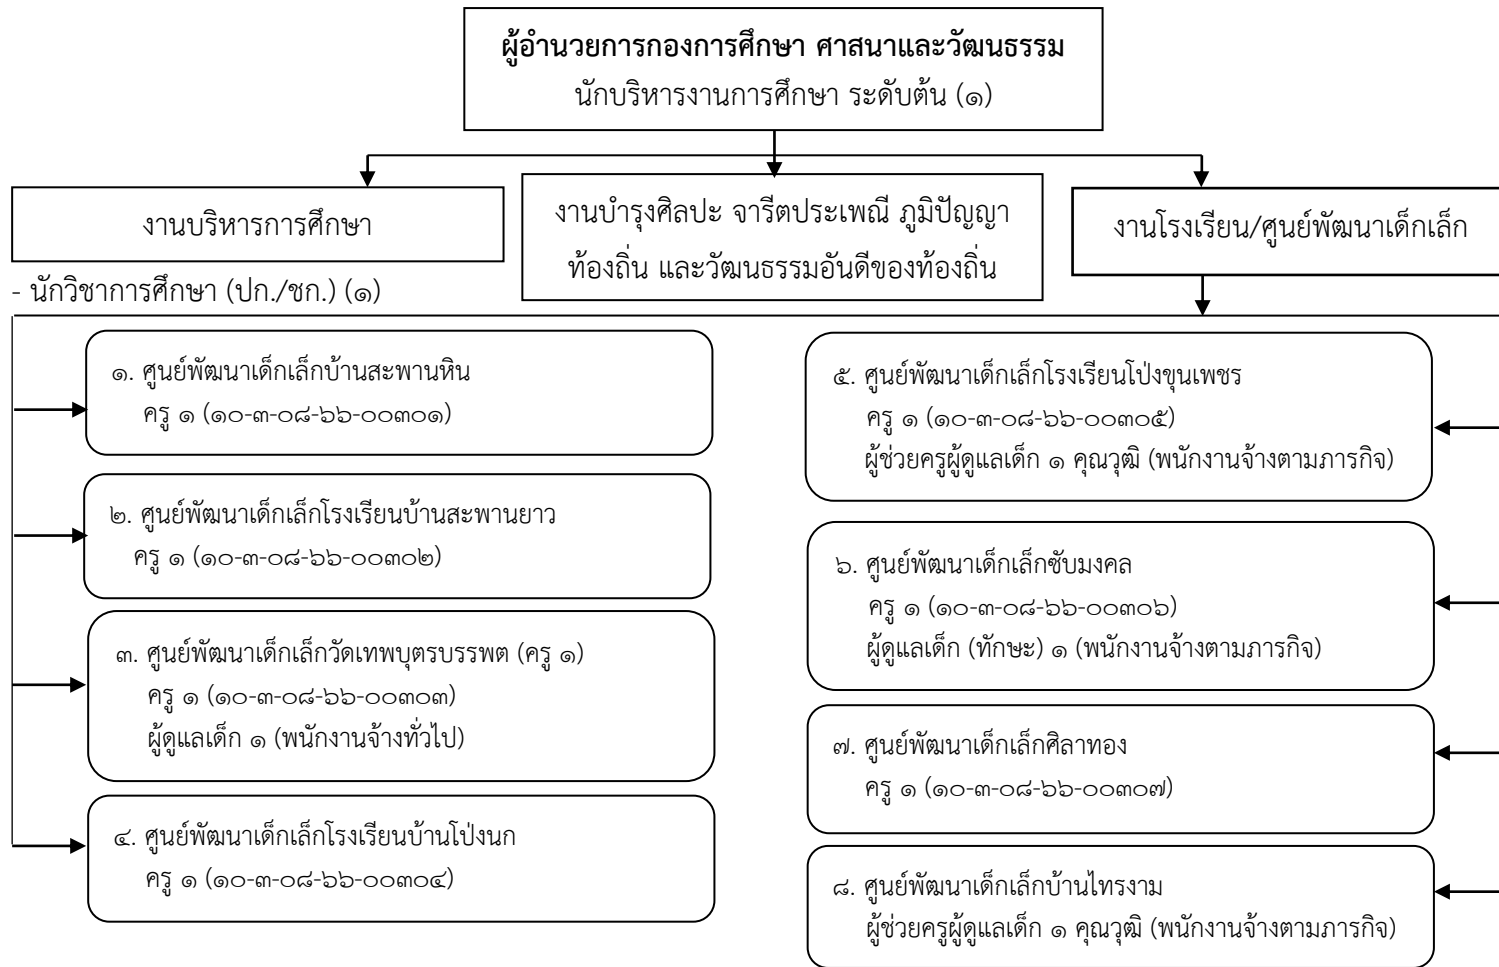 ผู้อำนวยการกองการศึกษา ศาสนาและวัฒนธรรม
นักบริหารงานการศึกษา ระดับต้น (๑)
งานบริหารการศึกษา
- นักวิชาการศึกษา (ปก./ชก.) (๑)
งานบำรุงศิลปะ จารีตประเพณี ภูมิปัญญา
ท้องถิ่น และวัฒนธรรมอันดีของท้องถิ่น
งานโรงเรียน/ศูนย์พัฒนาเด็กเล็ก
๑. ศูนย์พัฒนาเด็กเล็กบ้านสะพานหิน
ครู ๑ (๑๐-๓-๐๘-๖๖-๐๐๓๐๑)
๒. ศูนย์พัฒนาเด็กเล็กโรงเรียนบ้านสะพานยาว
ครู ๑ (๑๐-๓-๐๘-๖๖-๐๐๓๐๒)
๓. ศูนย์พัฒนาเด็กเล็กวัดเทพบุตรบรรพต (ครู ๑)
ครู ๑ (๑๐-๓-๐๘-๖๖-๐๐๓๐๓)
ผู้ดูแลเด็ก ๑ (พนักงานจ้างทั่วไป)
๔. ศูนย์พัฒนาเด็กเล็กโรงเรียนบ้านโป่งนก
ครู ๑ (๑๐-๓-๐๘-๖๖-๐๐๓๐๔)
๕. ศูนย์พัฒนาเด็กเล็กโรงเรียนโป่งขุนเพชร
ครู ๑ (๑๐-๓-๐๘-๖๖-๐๐๓๐๕)
ผู้ช่วยครูผู้ดูแลเด็ก ๑ คุณวุฒิ (พนักงานจ้างตามภารกิจ)
๖. ศูนย์พัฒนาเด็กเล็กซับมงคล
ครู ๑ (๑๐-๓-๐๘-๖๖-๐๐๓๐๖)
ผู้ดูแลเด็ก (ทักษะ) ๑ (พนักงานจ้างตามภารกิจ)
๗. ศูนย์พัฒนาเด็กเล็กศิลาทอง
ครู ๑ (๑๐-๓-๐๘-๖๖-๐๐๓๐๗)
๘. ศูนย์พัฒนาเด็กเล็กบ้านไทรงาม
ผู้ช่วยครูผู้ดูแลเด็ก ๑ คุณวุฒิ (พนักงานจ้างตามภารกิจ)